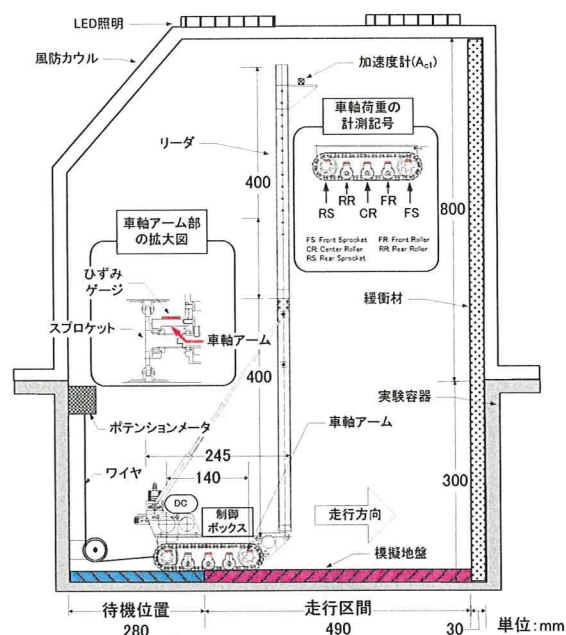 LED照明
風防カウル
加速度計(Ac1)
車軸荷重の
計測記号
リーダ
400
RR
FR
RS
CR
FS
FS: Front Sprocket
FR: Front Roller
CR: Center Roller
RR: Rear Roller
RS: Rear Sprocket
800
車軸アーム部
の拡大図
ひずみ
ゲージ
スプロケット
車軸アーム
緩衝材
400
実験容器
ポテンションメータ
車軸アーム
245
140
ワイヤ
300
DC
制御
ボックス
走行方向
模擬地盤
待機位置
走行区間
280
490
30
単位:mm